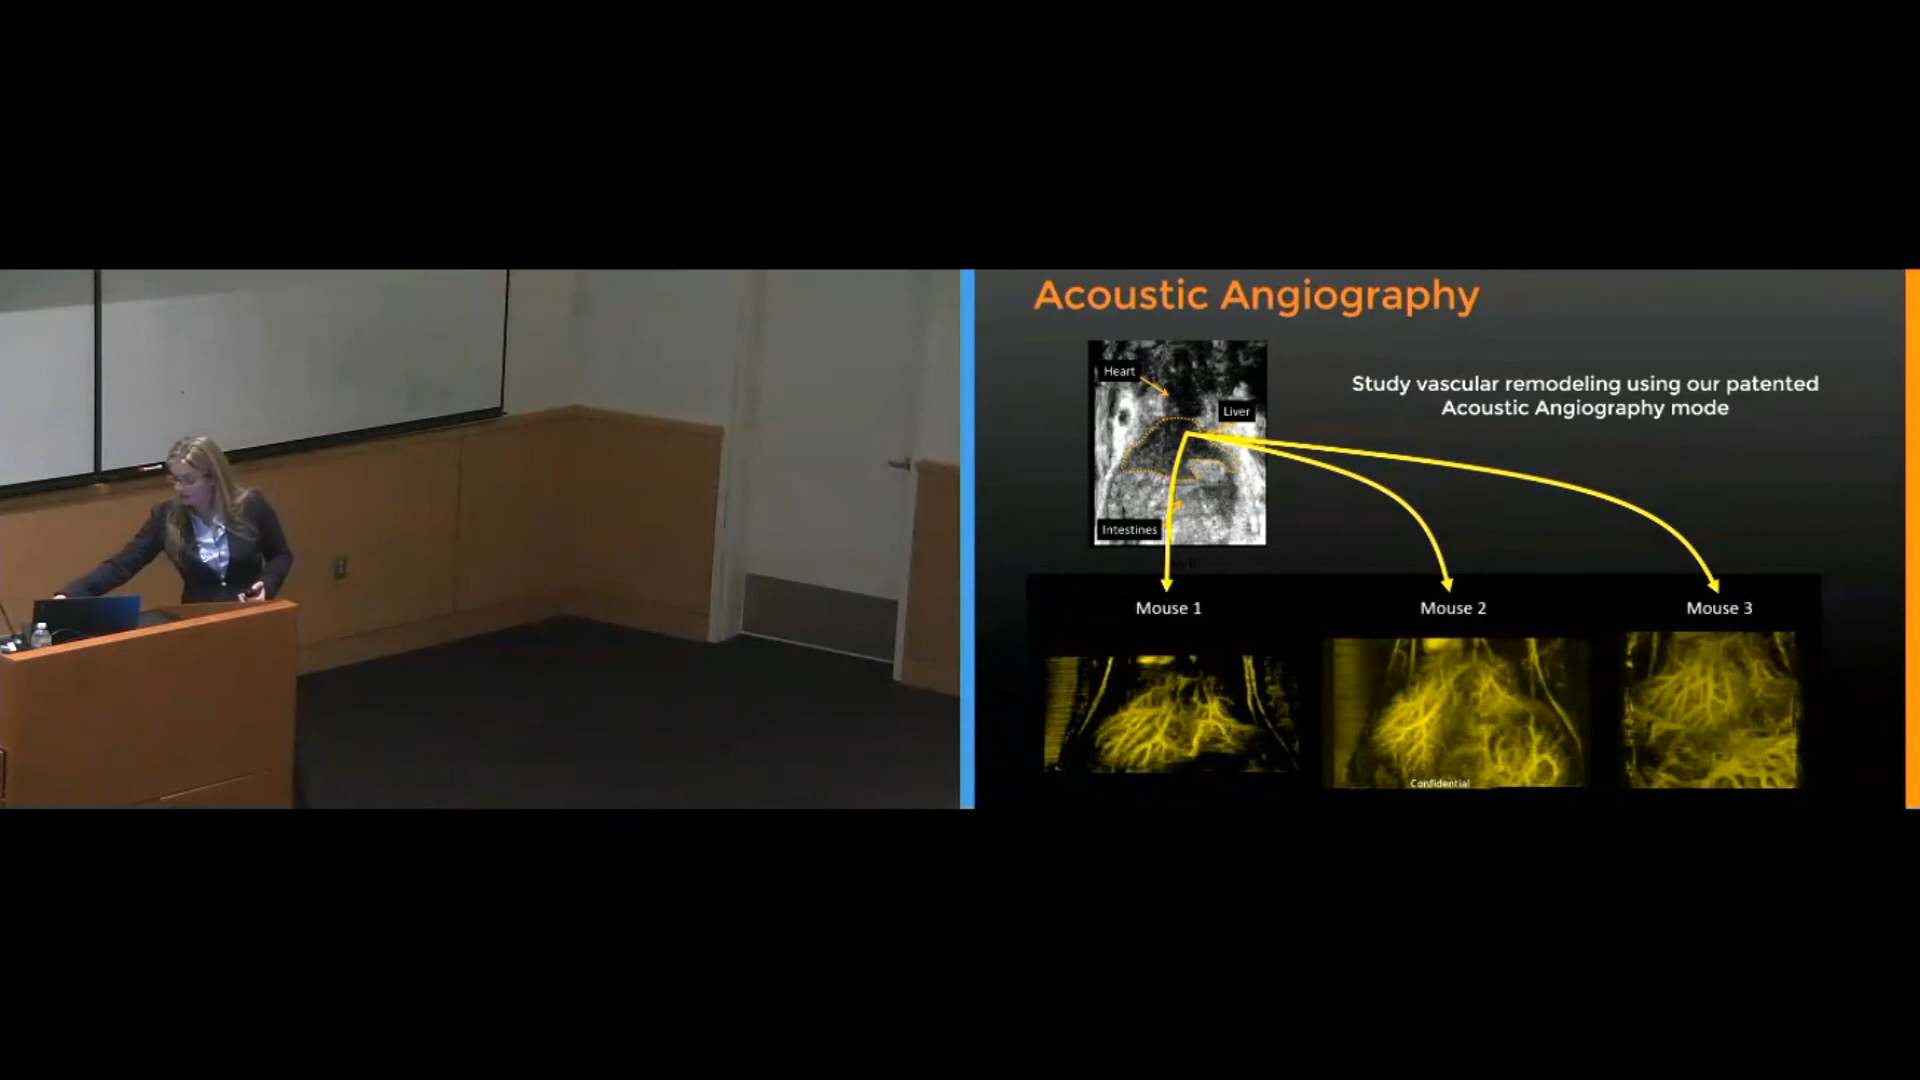 Acoustic Angiography
Heart
Liver
Intestines
Study vascular remodeling using our patented
Acoustic Angiography mode
Mouse 1
Mouse 2
Mouse 3
Confidential